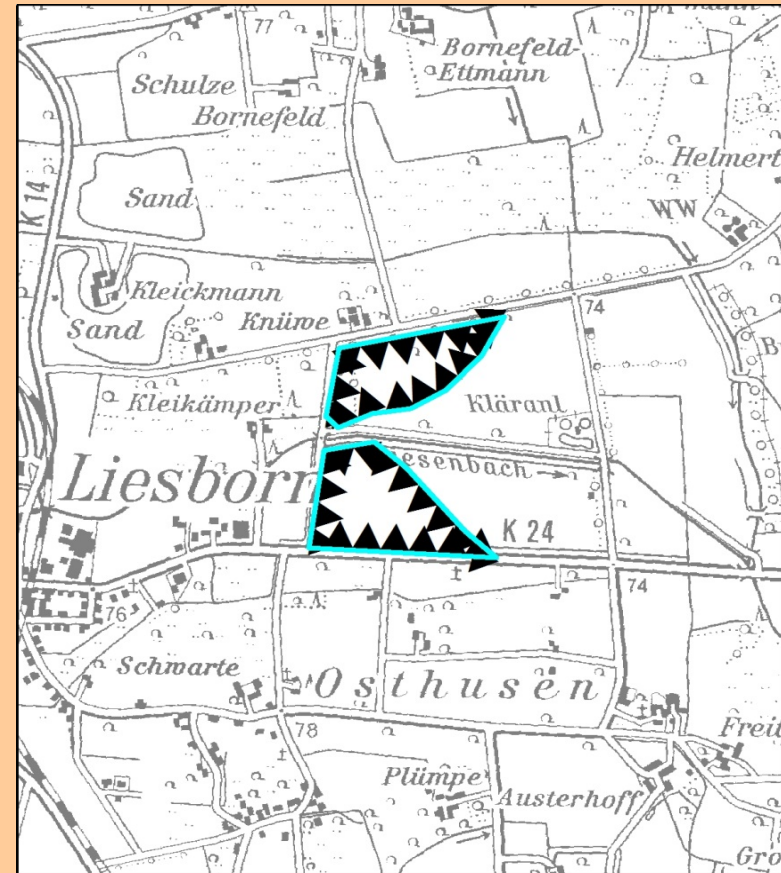 77
Bornefeld-
Ettmann
Schulze
Bornefeld
Helmert
K 14
Sand
WW
Kleickmann
Knüwe
74
Sand
Kleikämper
Kläranl
Liesborn
esenbach
K 24
74
76
Schwarte
Osthusen
78
Freit
Plümpe
Austerhoff
Gro